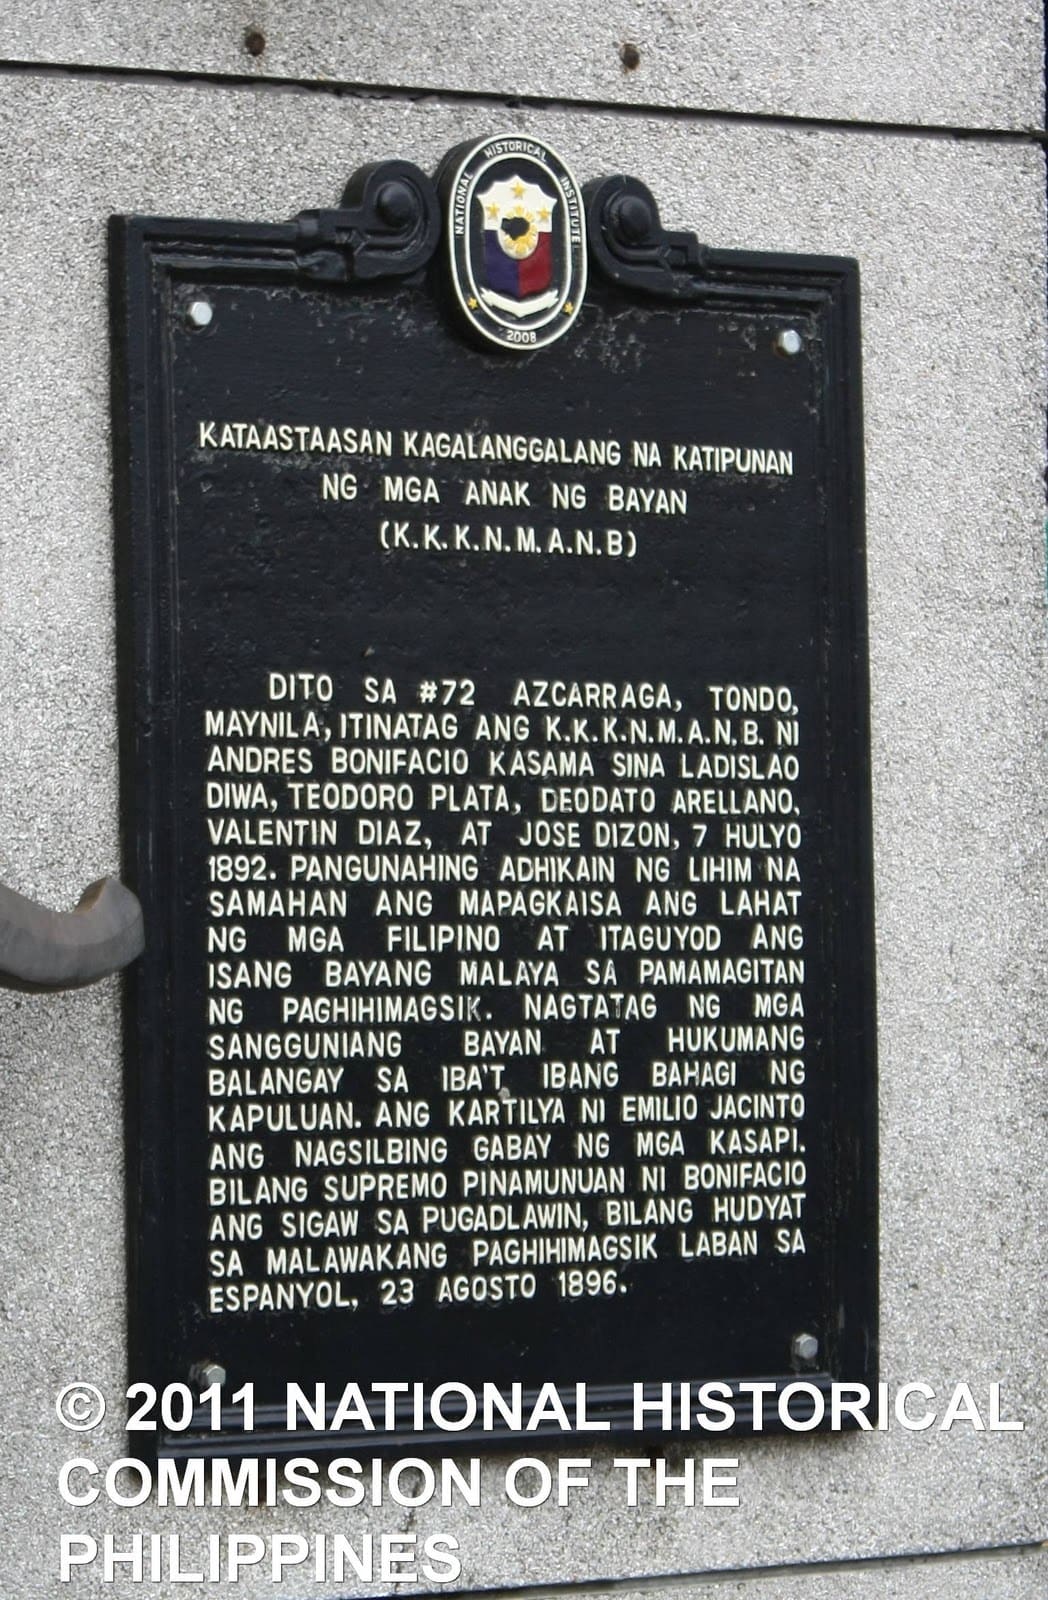 NATIONAL HISTORICAL INSTITUTE
2008
KATAASTAASAN KAGALANGGALANG NA KATIPUNAN
NG MGA ANAK NG BAYAN
(K.K.K.N.M.A.N.B)
DITO SA #72 AZCARRAGA, TONDO,
MAYNILA, ITINATAG ANG K.K.K.N.M.A.N.B. NI
ANDRES BONIFACIO KASAMA SINA LADISLAO
DIWA, TEODORO PLATA, DEODATO ARELLANO,
VALENTIN DIAZ, AT JOSE DIZON, 7 HULYO
1892. PANGUNAHING ADHIKAIN NG LIHIM NA
SAMAHAN ANG MAPAGKAISA ANG LAHAT
NG MGA FILIPINO AT ITAGUYOD ANG
ISANG BAYANG MALAYA SA PAMAMAGITAN
NG PAGHIHIMAGSIK. NAGTATAG NG MGA
SANGGUNIANG BAYAN AT HUKUMANG
BALANGAY SA IBA'T IBANG BAHAGI NG
KAPULUAN. ANG KARTILYA NI EMILIO JACINTO
ANG NAGSILBING GABAY NG MGA KASAPI.
BILANG SUPREMO PINAMUNUAN NI BONIFACIO
ANG SIGAW SA PUGADLAWIN, BILANG HUDYAT
SA MALAWAKANG PAGHIHIMAGSIK LABAN SA
ESPANYOL, 23 AGOSTO 1896.
© 2011 NATIONAL HISTORICAL
COMMISSION OF THE
PHILIPPINES